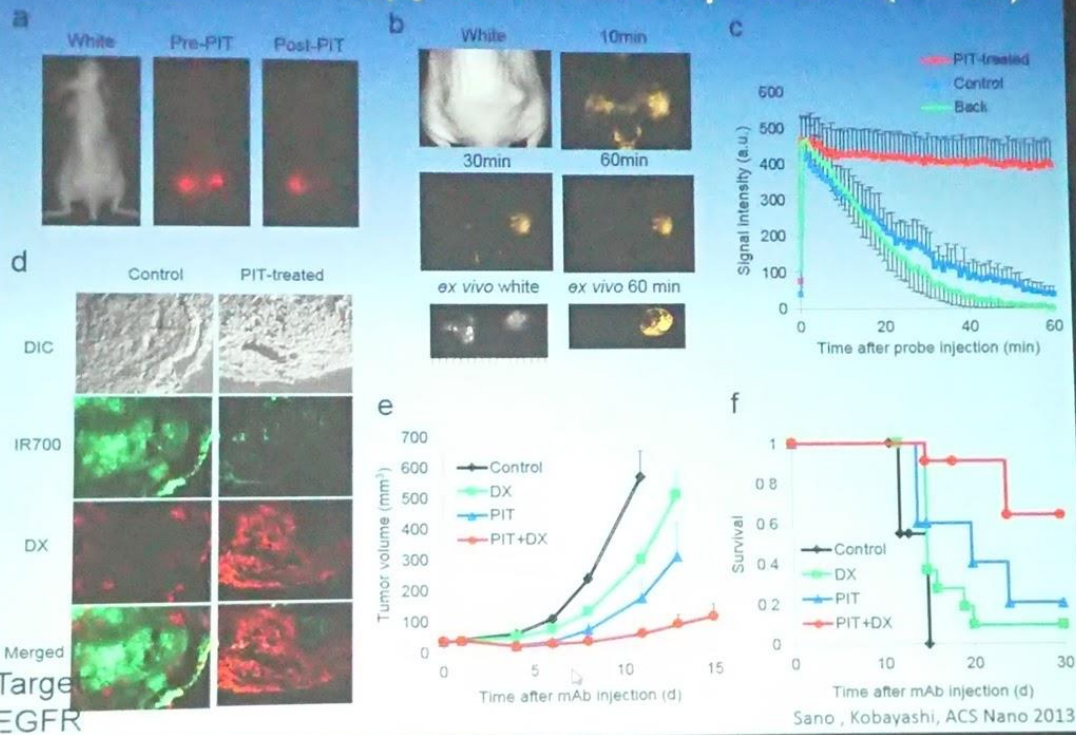 a
White
Pre-PIT
Post-PIT
b
White
10min
30min
60min
ex vivo white
ex vivo 60 min
c
PIT-treated
Control
Back
Signal intensity (a.u.)
600
500
400
300
200
100
0
0
20
40
60
Time after probe injection (min)
d
Control
PIT-treated
DIC
IR700
DX
Merged
Target
EGFR
e
Control
DX
PIT
PIT+DX
Tumor volume (mm³)
700
600
500
400
300
200
100
0
0
5
10
15
Time after mAb injection (d)
f
Control
DX
PIT
PIT+DX
Survival
1
0 8
0.6
0.4
0 2
0
0
10
20
30
Time after mAb injection (d)
Sano , Kobayashi, ACS Nano 2013